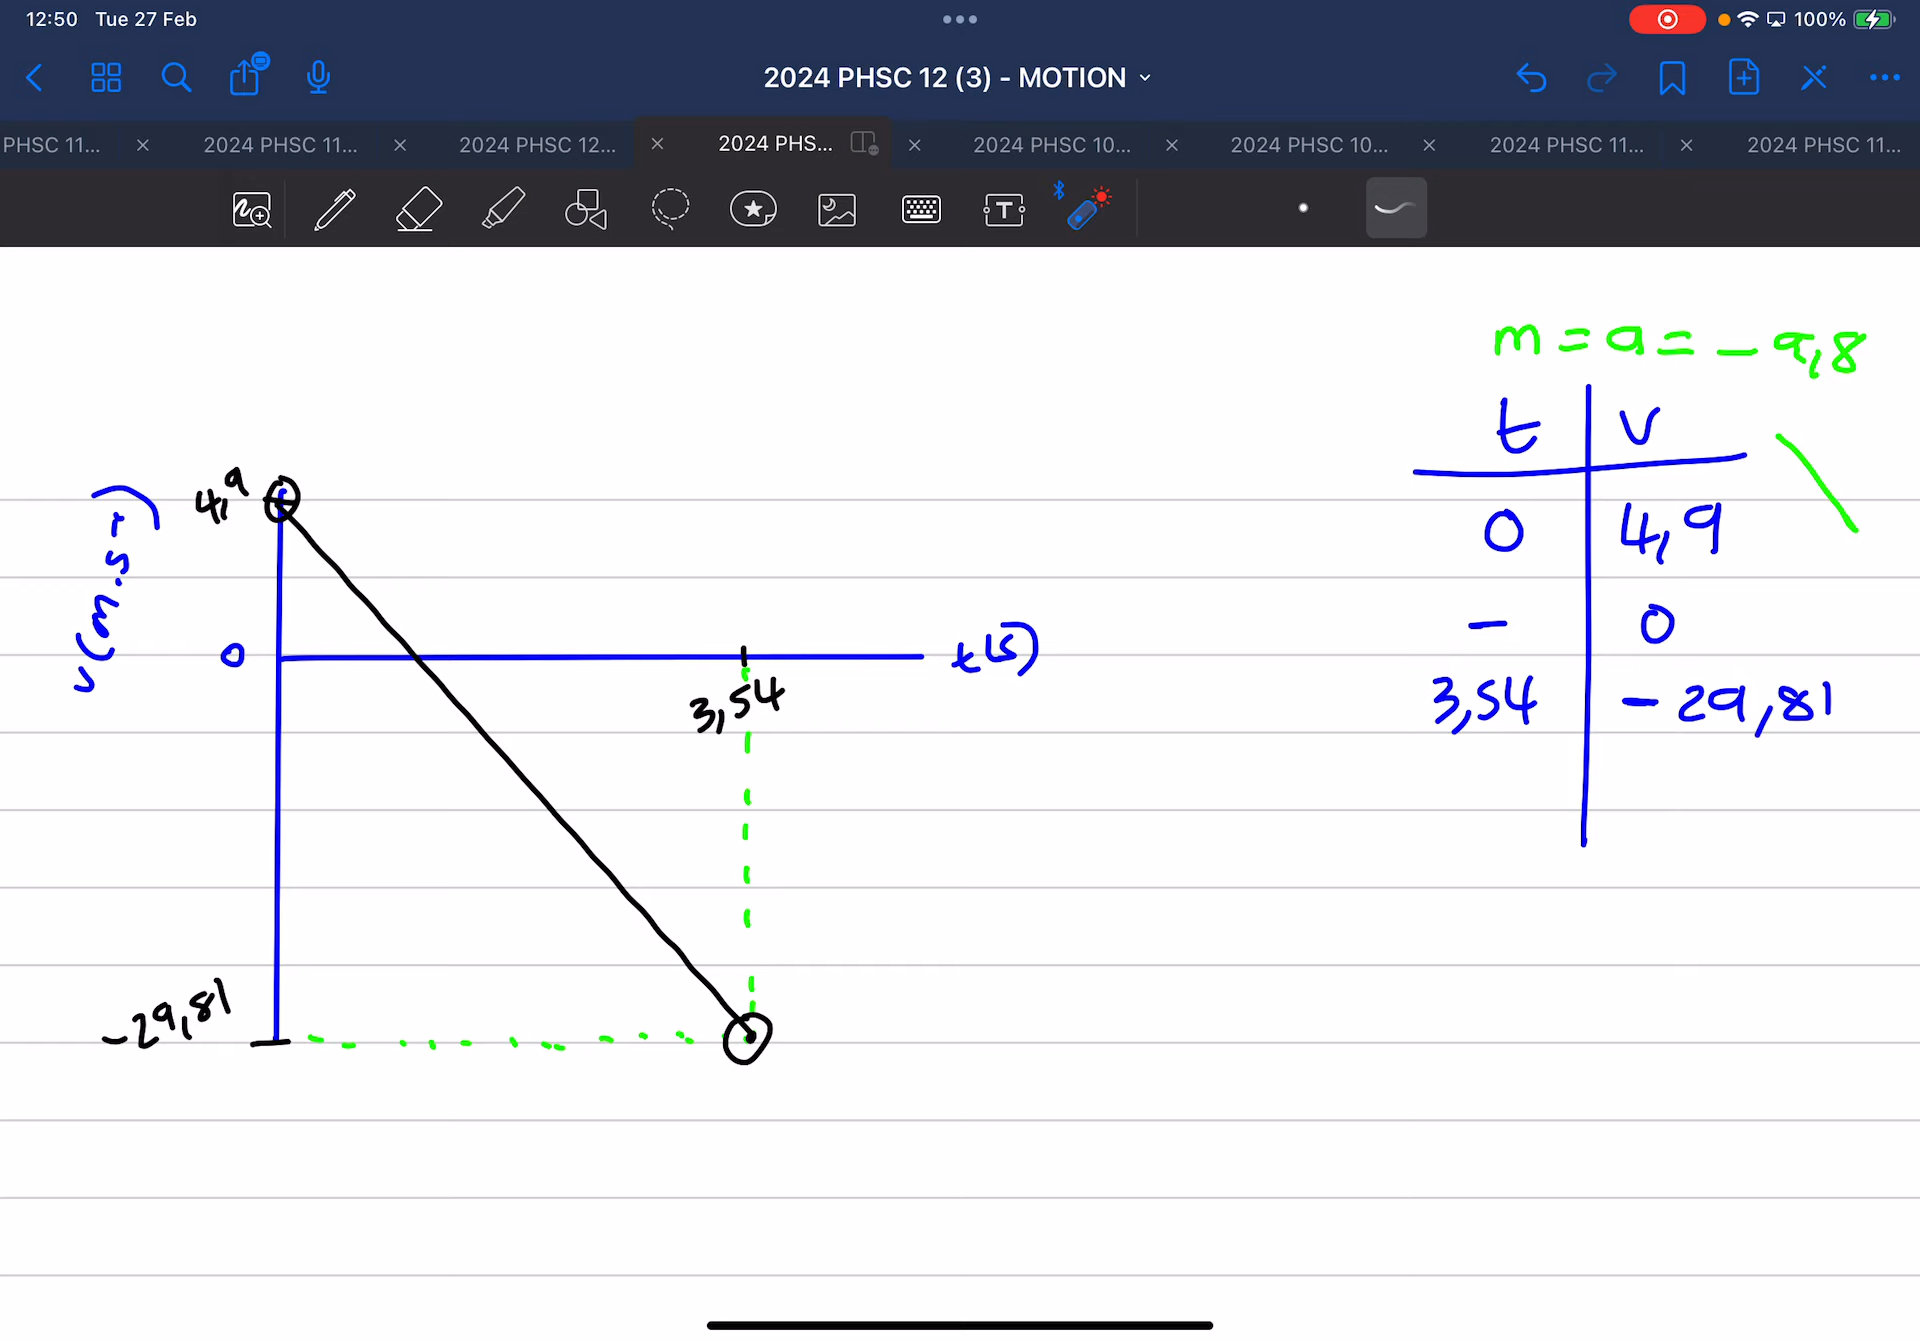 12:50 Tue 27 Feb
100%
2024 PHSC 12 (3) - MOTION
PHSC 11...
2024 PHSC 11...
2024 PHSC 12...
2024 PHS...
2024 PHSC 10...
2024 PHSC 10...
2024 PHSC 11...
2024 PHSC 11...
T
m = a = - 9,8
t v
0 4,9
- 0
3,54 - 29,81
4,9
v (m.s⁻¹)
0
t(s)
3,54
-29,81